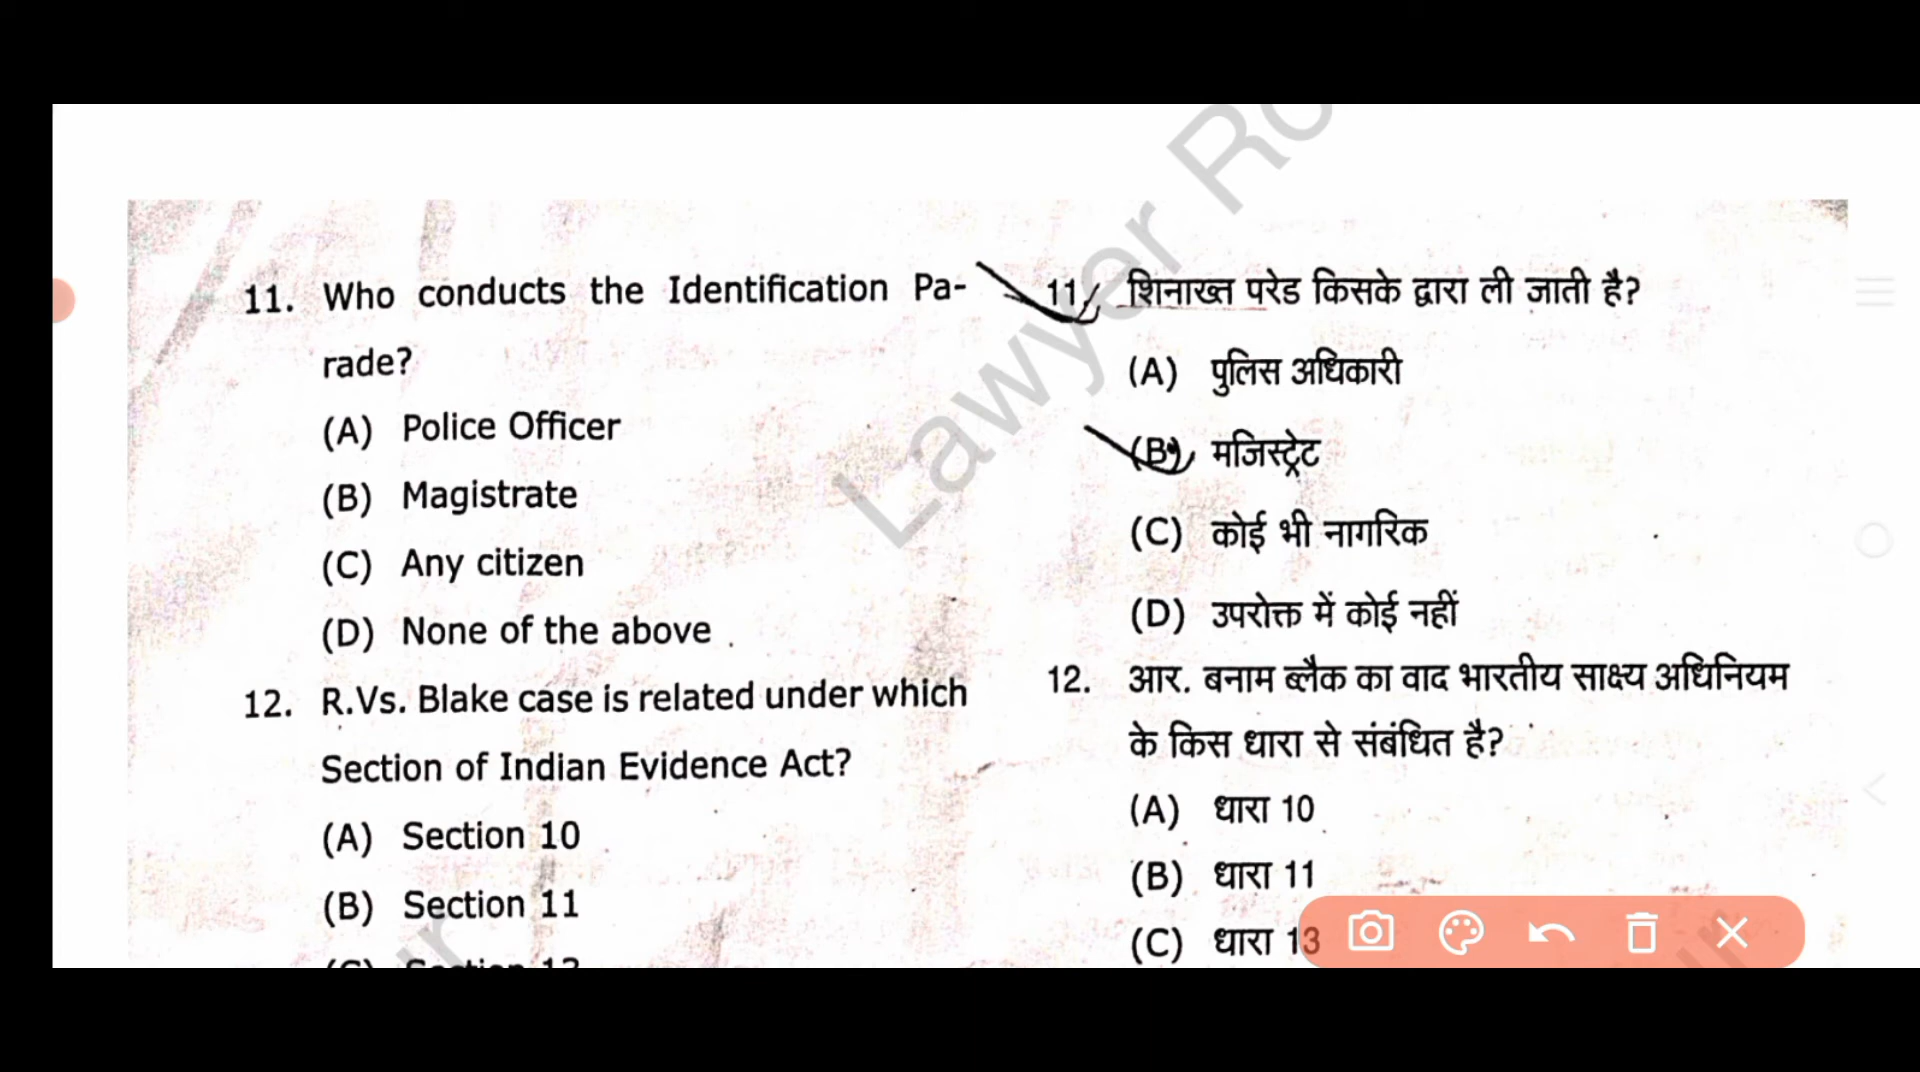 11. Who conducts the Identification Pa-
rade?
(A) Police Officer
(B) Magistrate
(C) Any citizen
(D) None of the above
12. R.Vs. Blake case is related under which
Section of Indian Evidence Act?
(A) Section 10
(B) Section 11
11. शिनाख्त परेड किसके द्वारा ली जाती है?
(A) पुलिस अधिकारी
(B) मजिस्ट्रेट
(C) कोई भी नागरिक
(D) उपरोक्त में कोई नहीं
12. आर. बनाम ब्लैक का वाद भारतीय साक्ष्य अधिनियम
के किस धारा से संबंधित है?
(A) धारा 10
(B) धारा 11
(C) धारा 13
Lawyer Ro